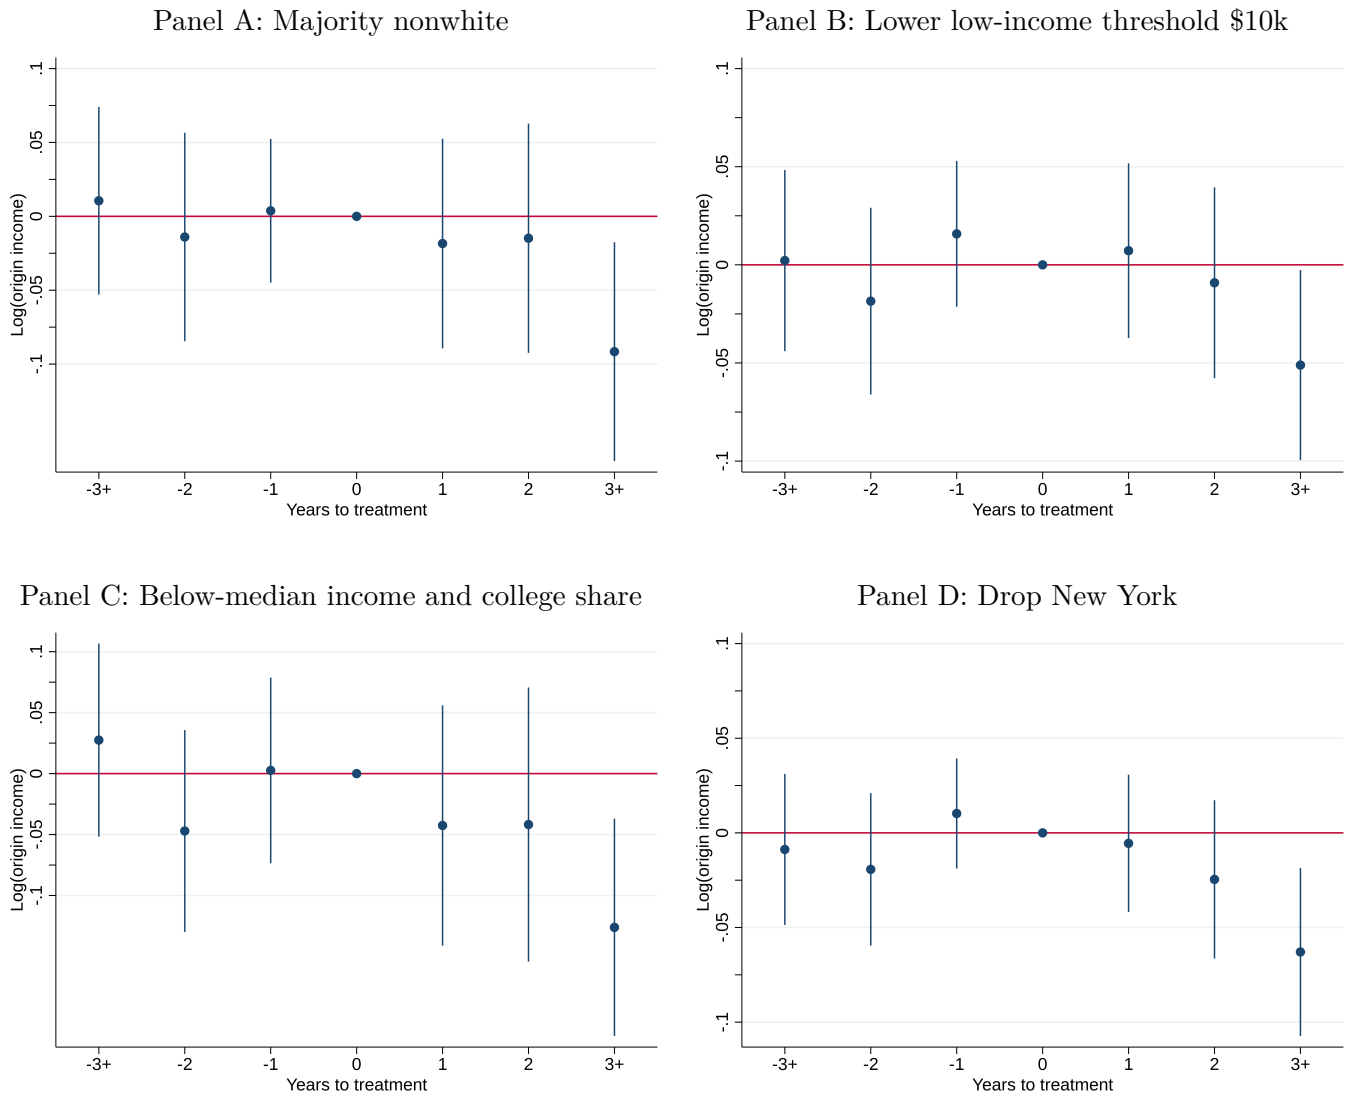 Panel A: Majority nonwhite
.1
.05
0
-.05
-.1
Log(origin income)
-3+ -2 -1 0 1 2 3+
Years to treatment
Panel B: Lower low-income threshold $10k
.1
.05
0
-.05
-.1
Log(origin income)
-3+ -2 -1 0 1 2 3+
Years to treatment
Panel C: Below-median income and college share
.1
.05
0
-.05
-.1
Log(origin income)
-3+ -2 -1 0 1 2 3+
Years to treatment
Panel D: Drop New York
.1
.05
0
-.05
-.1
Log(origin income)
-3+ -2 -1 0 1 2 3+
Years to treatment